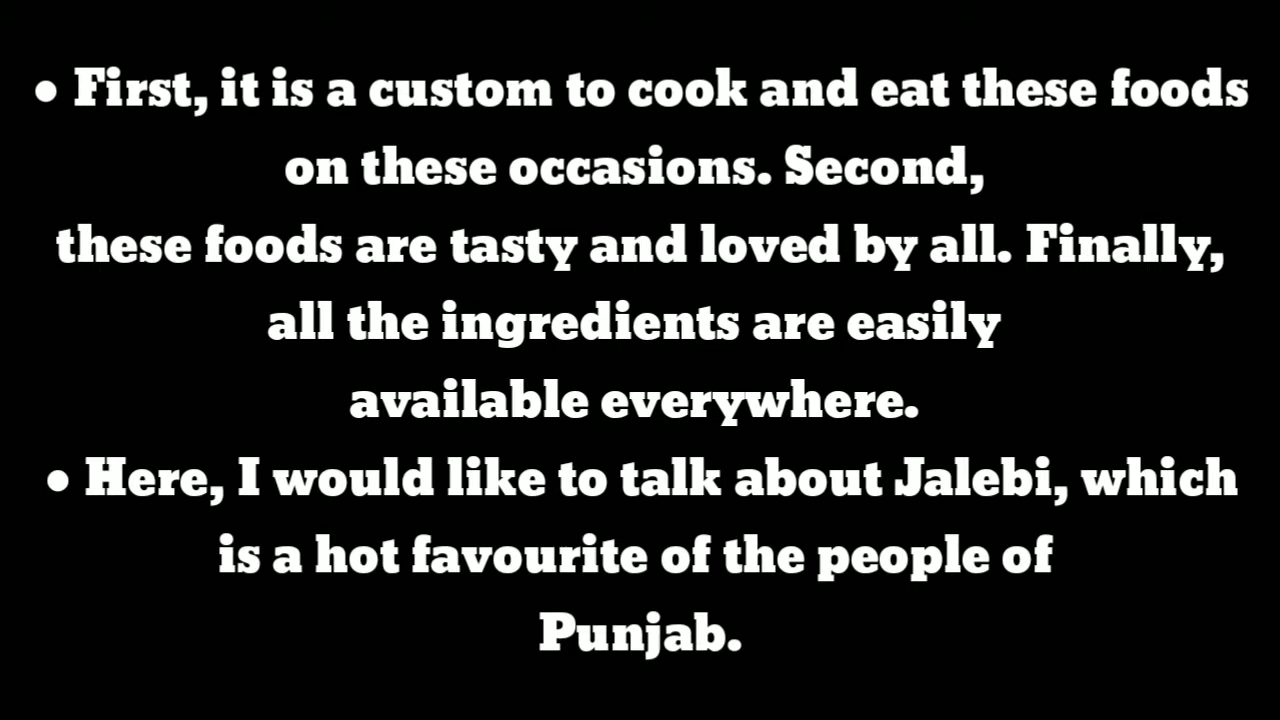 ● First, it is a custom to cook and eat these foods
on these occasions. Second,
these foods are tasty and loved by all. Finally,
all the ingredients are easily
available everywhere.
● Here, I would like to talk about Jalebi, which
is a hot favourite of the people of
Punjab.